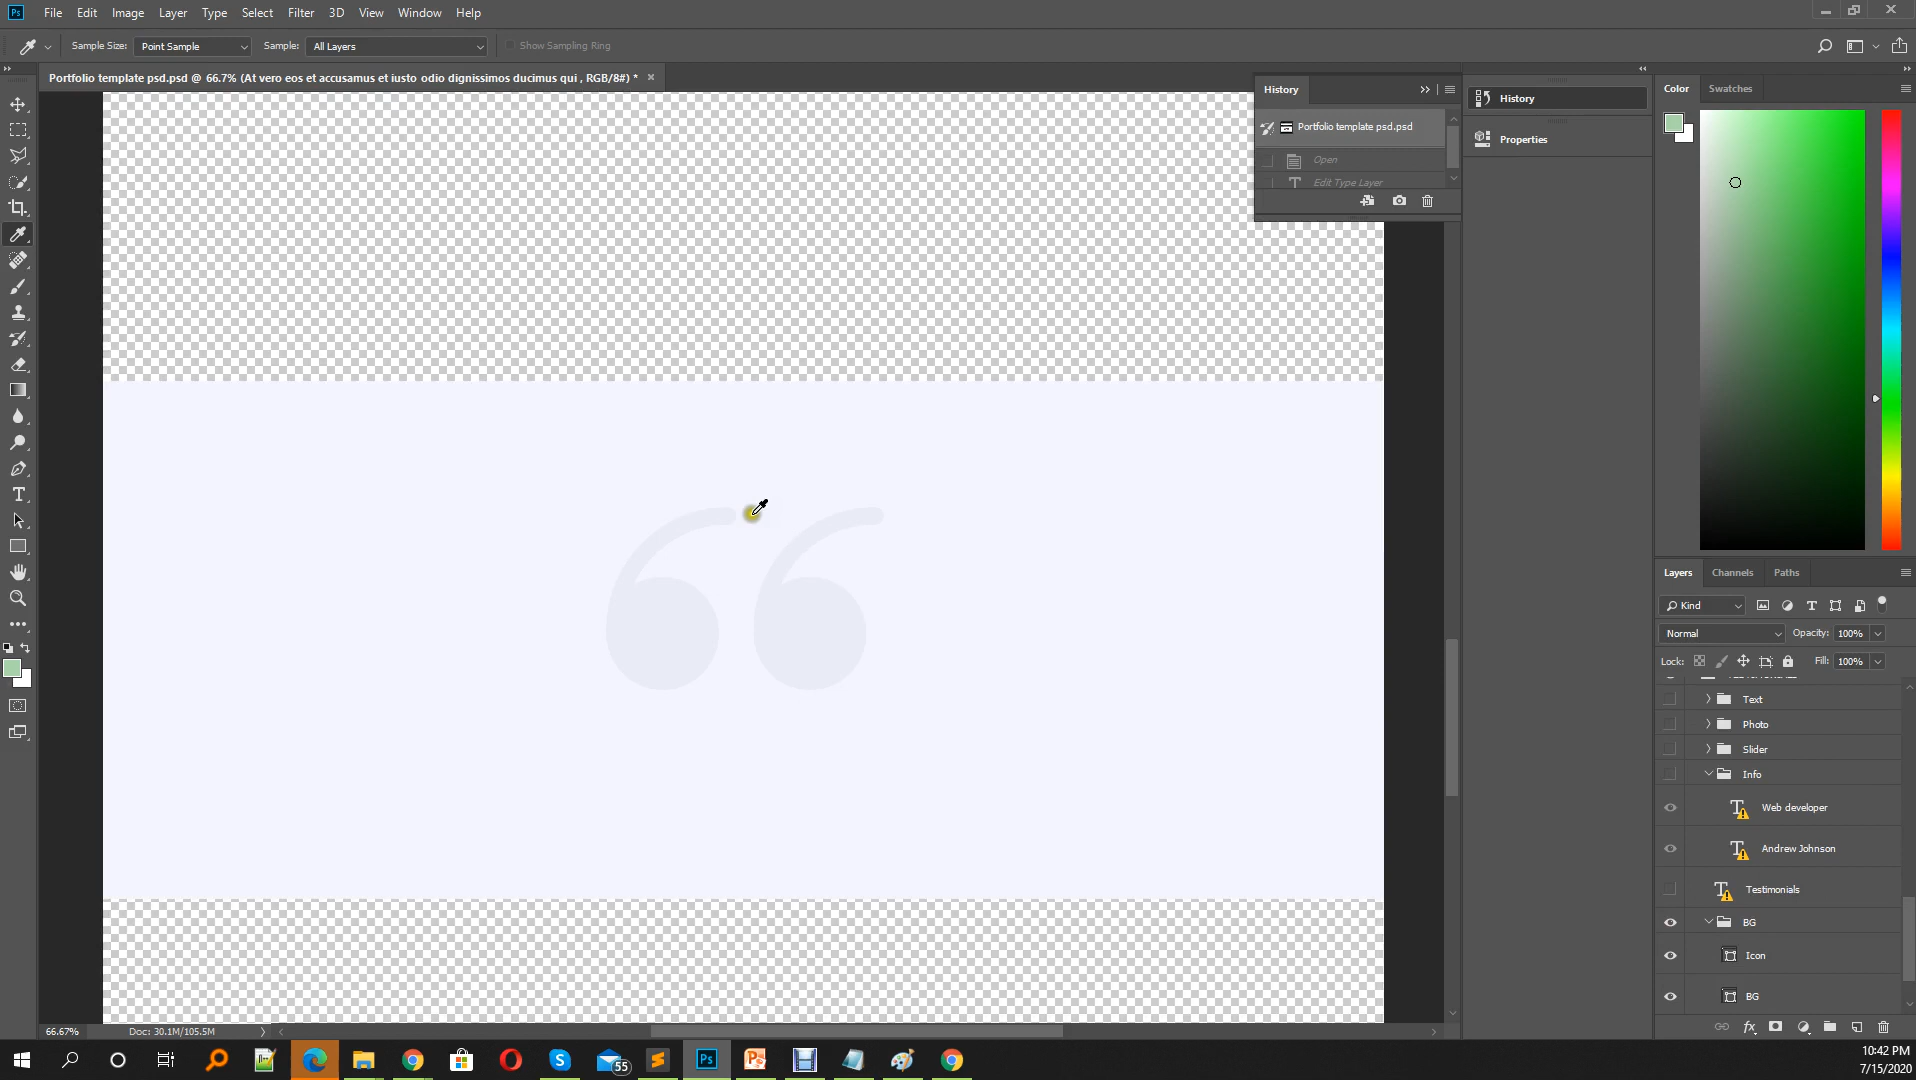 Ps File Edit Image Layer Type Select Filter 3D View Window Help
Sample Size: Point Sample Sample: All Layers Show Sampling Ring
Portfolio template psd.psd @ 66.7% (At vero eos et accusamus et iusto odio dignissimos ducimus qui , RGB/8#) * ×
History
Portfolio template psd.psd
Open
Edit Type Layer
History
Properties
Color Swatches
Layers Channels Paths
Kind
Normal Opacity: 100%
Lock: Fill: 100%
Text
Photo
Slider
Info
Web developer
Andrew Johnson
Testimonials
BG
Icon
BG
66.67% Doc: 30.1M/105.5M
55
Ps
10:42 PM
7/15/2020